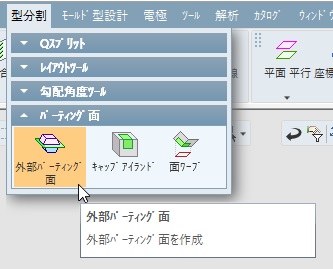 型分割 モールド型設計 電極 ツール 解析 カタログ ウィンド
Qスプリット
レイアウトツール
勾配角度ツール
パーティング面
平面 平行 座標
外部パーティング面
キャップアイランド
面ワープ
外部パーティング面
外部パーティング面を作成